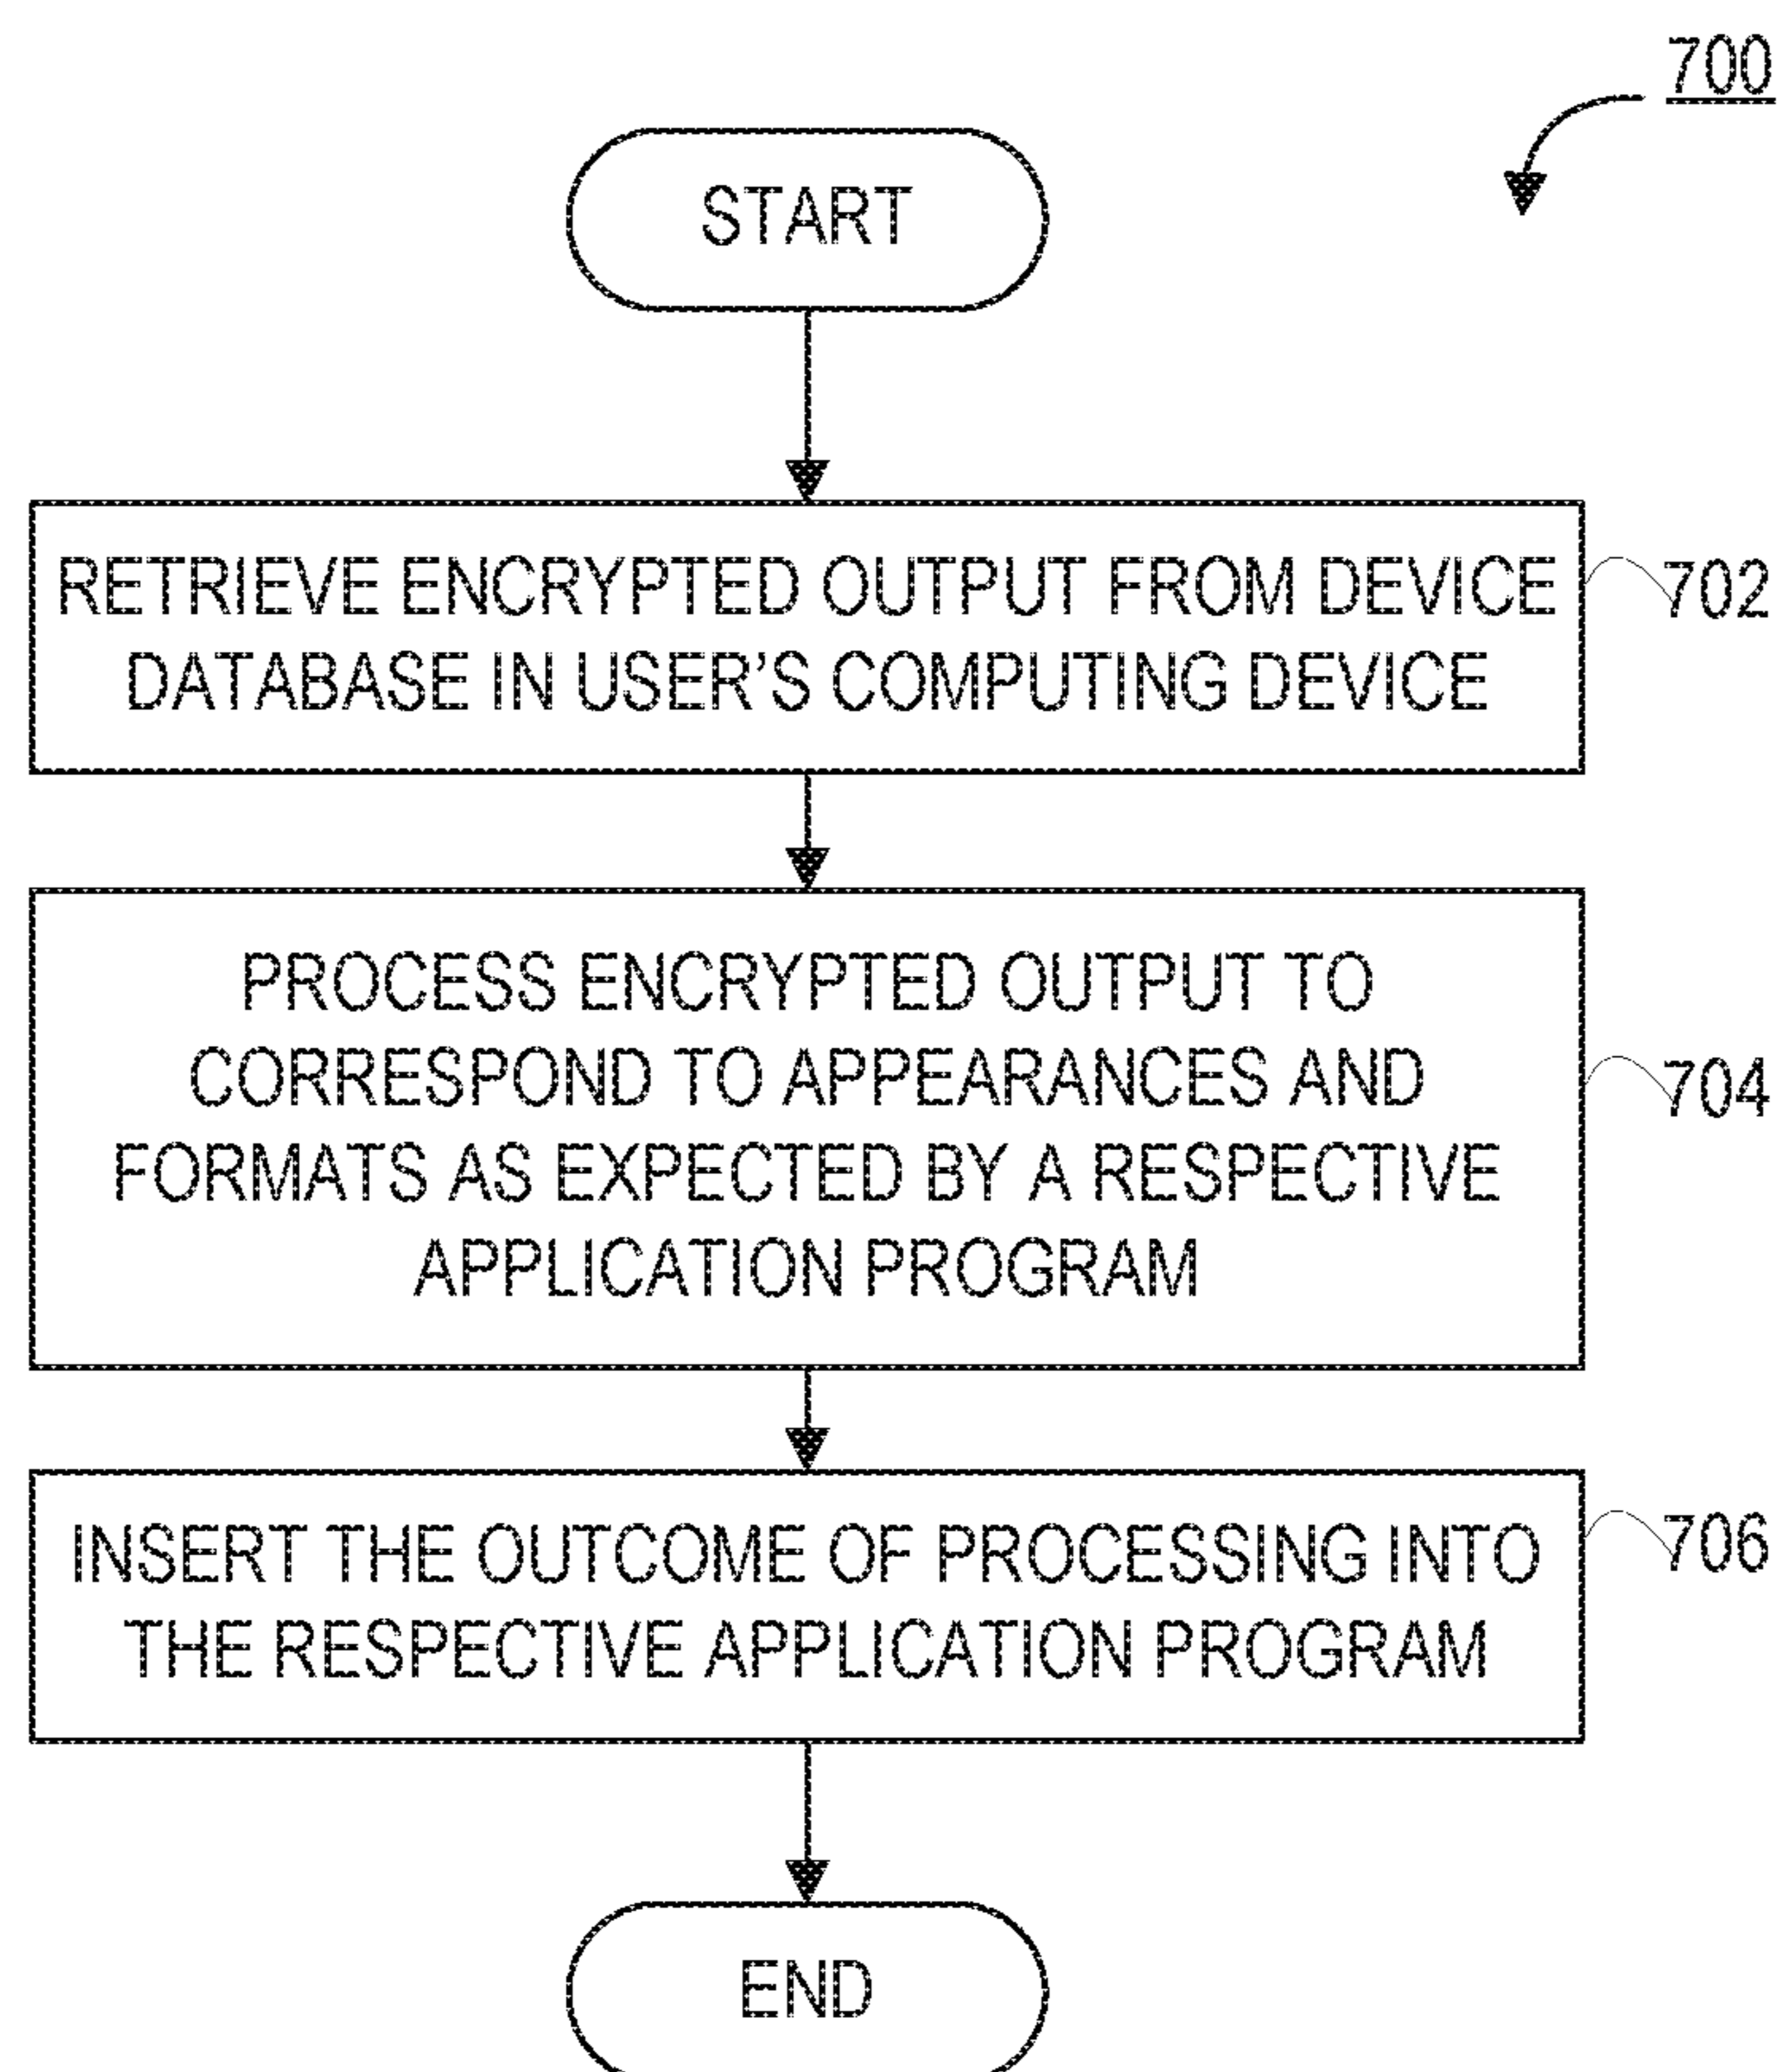 700
START
RETRIEVE ENCRYPTED OUTPUT FROM DEVICE
DATABASE IN USER’S COMPUTING DEVICE
702
PROCESS ENCRYPTED OUTPUT TO
CORRESPOND TO APPEARANCES AND
FORMATS AS EXPECTED BY A RESPECTIVE
APPLICATION PROGRAM
704
INSERT THE OUTCOME OF PROCESSING INTO
THE RESPECTIVE APPLICATION PROGRAM
706
END